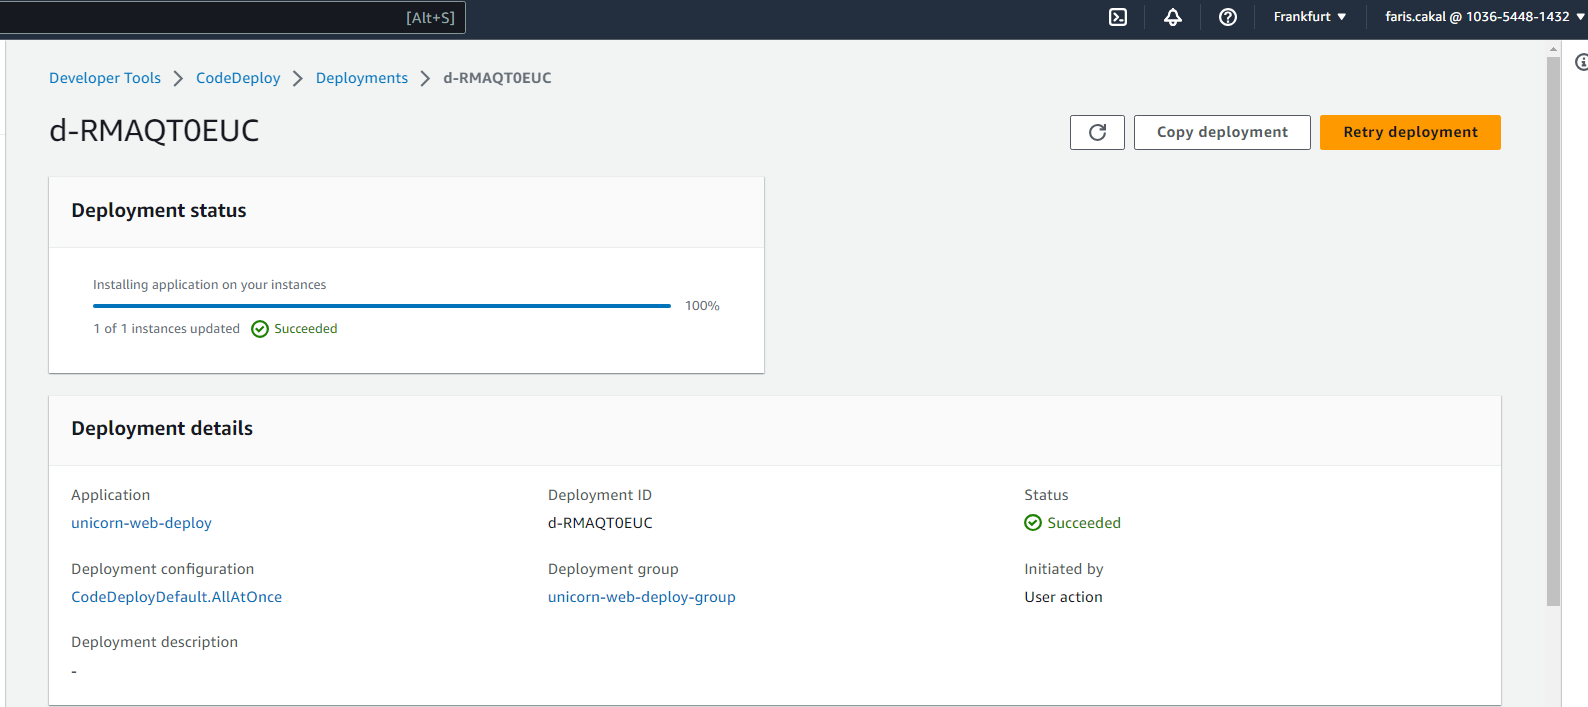 [Alt+S] Frankfurt faris.cakal @ 1036-5448-1432
Developer Tools CodeDeploy Deployments d-RMAQT0EUC
d-RMAQT0EUC
Copy deployment Retry deployment
Deployment status
Installing application on your instances
100%
1 of 1 instances updated Succeeded
Deployment details
Application Deployment ID Status
unicorn-web-deploy d-RMAQT0EUC Succeeded
Deployment configuration Deployment group Initiated by
CodeDeployDefault.AllAtOnce unicorn-web-deploy-group User action
Deployment description
-